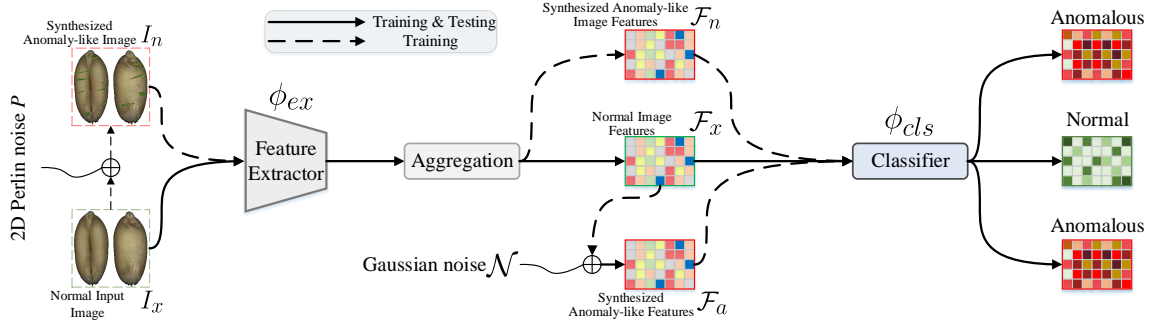 Synthesized
Anomaly-like Image I_n
2D Perlin noise P
Normal Input
Image
I_x
Training & Testing
Training
ϕ_ex
Feature
Extractor
Aggregation
Synthesized Anomaly-like
Image Features
F_n
Normal Image
Features
F_x
Gaussian noise N
Synthesized
Anomaly-like Features
F_a
ϕ_cls
Classifier
Anomalous
Normal
Anomalous